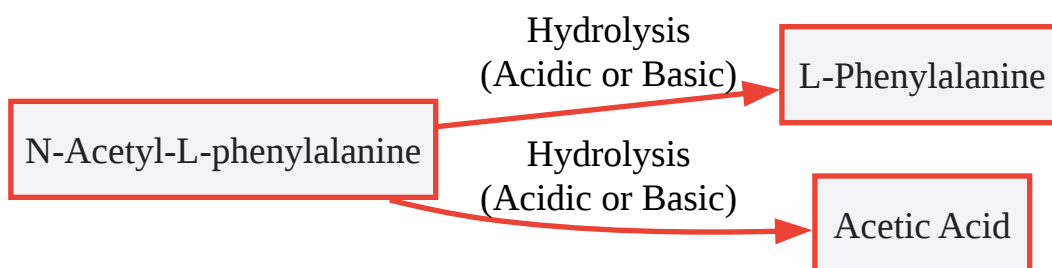 Hydrolysis
(Acidic or Basic)
L-Phenylalanine
N-Acetyl-L-phenylalanine
Hydrolysis
(Acidic or Basic)
Acetic Acid